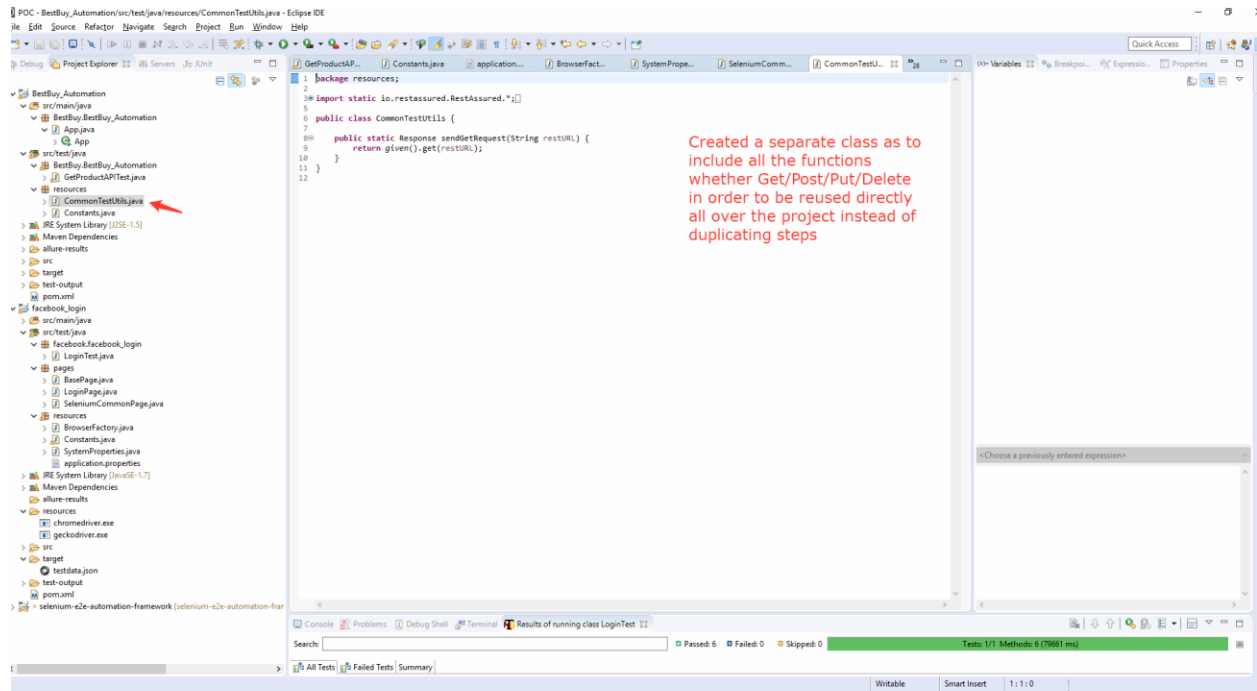 POC - BestBuy_Automation/src/test/java/resources/CommonTestUtils.java - Eclipse IDE
File Edit Source Refactor Navigate Search Project Run Window Help
Quick Access
Debug Project Explorer Servers JUnit
GetProductAP... Constants.java application.... BrowserFact... SystemPrope... SeleniumComm... CommonTestU... 20
Variables Breakpoi... Expressio... Properties
BestBuy_Automation
src/main/java
BestBuy.BestBuy_Automation
App.java
App
src/test/java
BestBuy.BestBuy_Automation
GetProductAPITest.java
resources
CommonTestUtils.java
Constants.java
JRE System Library [J2SE-1.5]
Maven Dependencies
allure-results
src
target
test-output
pom.xml
facebook_login
src/main/java
src/test/java
facebook.facebook_login
LoginTest.java
pages
BasePage.java
LoginPage.java
SeleniumCommonPage.java
resources
BrowserFactory.java
Constants.java
SystemProperties.java
application.properties
JRE System Library [JavaSE-1.7]
Maven Dependencies
allure-results
resources
chromedriver.exe
geckodriver.exe
src
target
testdata.json
test-output
pom.xml
> selenium-e2e-automation-framework [selenium-e2e-automation-fran
1 package resources;
2
3 import static io.restassured.RestAssured.*;
5
6 public class CommonTestUtils {
7
8 public static Response sendGetRequest(String restURL) {
9 return given().get(restURL);
10 }
11 }
12
Created a separate class as to
include all the functions
whether Get/Post/Put/Delete
in order to be reused directly
all over the project instead of
duplicating steps
<Choose a previously entered expression>
Console Problems Debug Shell Terminal Results of running class LoginTest
Search: Passed: 6 Failed: 0 Skipped: 0 Tests: 1/1 Methods: 6 (79661 ms)
All Tests Failed Tests Summary
Writable Smart Insert 1 : 1 : 0